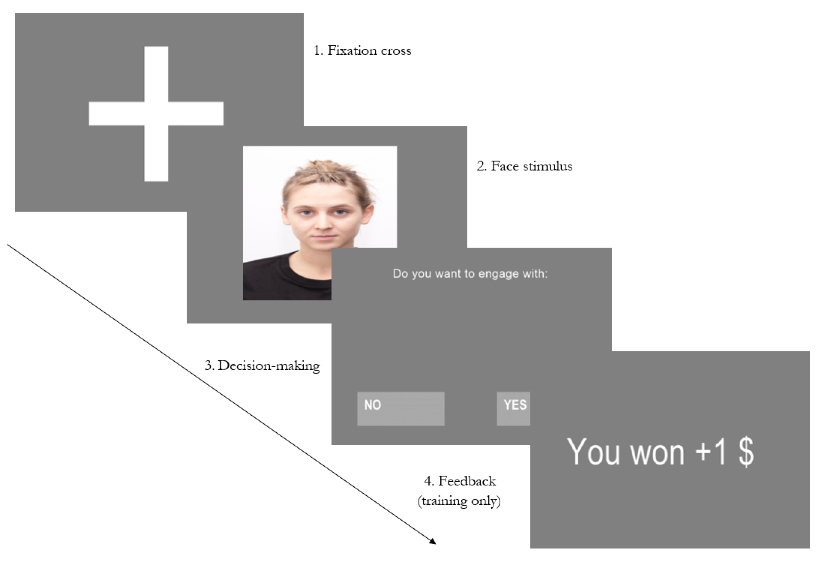 1. Fixation cross
2. Face stimulus
Do you want to engage with:
3. Decision-making
NO
YES
You won +1 $
4. Feedback
(training only)